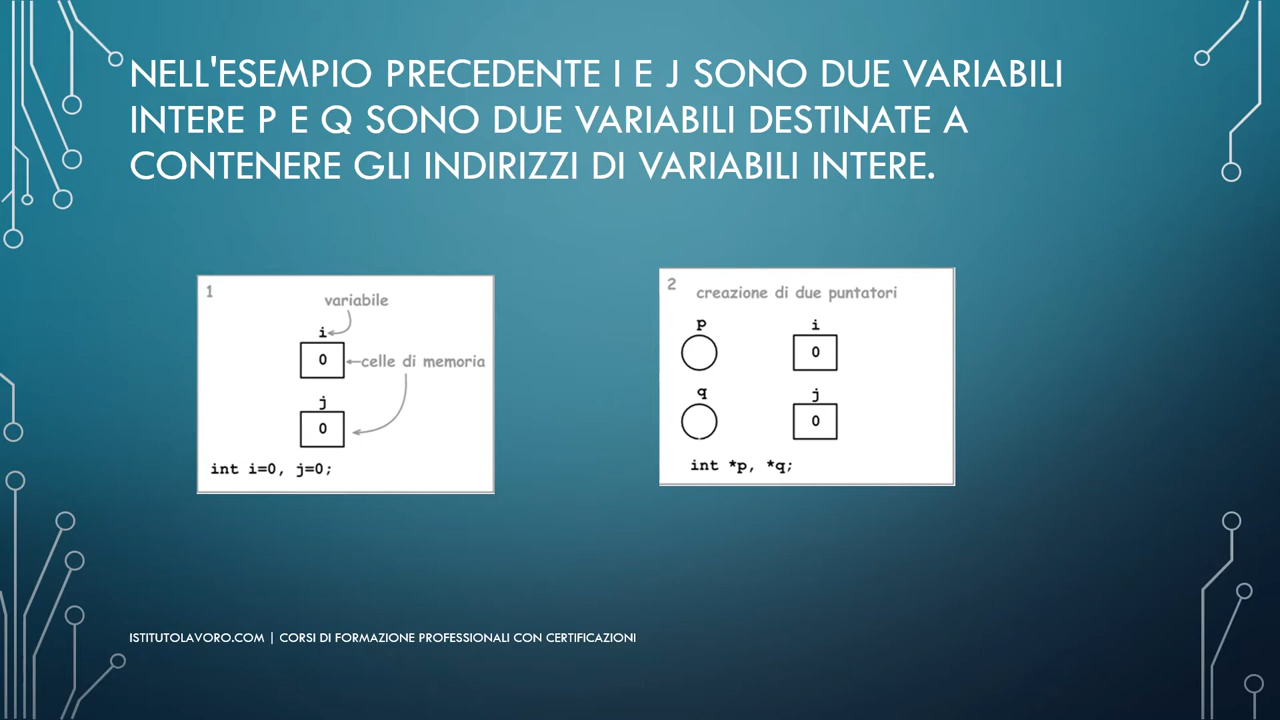 NELL'ESEMPIO PRECEDENTE I E J SONO DUE VARIABILI
INTERE P E Q SONO DUE VARIABILI DESTINATE A
CONTENERE GLI INDIRIZZI DI VARIABILI INTERE.
1
variabile
i
0
celle di memoria
j
0
int i=0, j=0;
2
creazione di due puntatori
p
i
0
q
j
0
int *p, *q;
ISTITUTOLAVORO.COM | CORSI DI FORMAZIONE PROFESSIONALI CON CERTIFICAZIONI